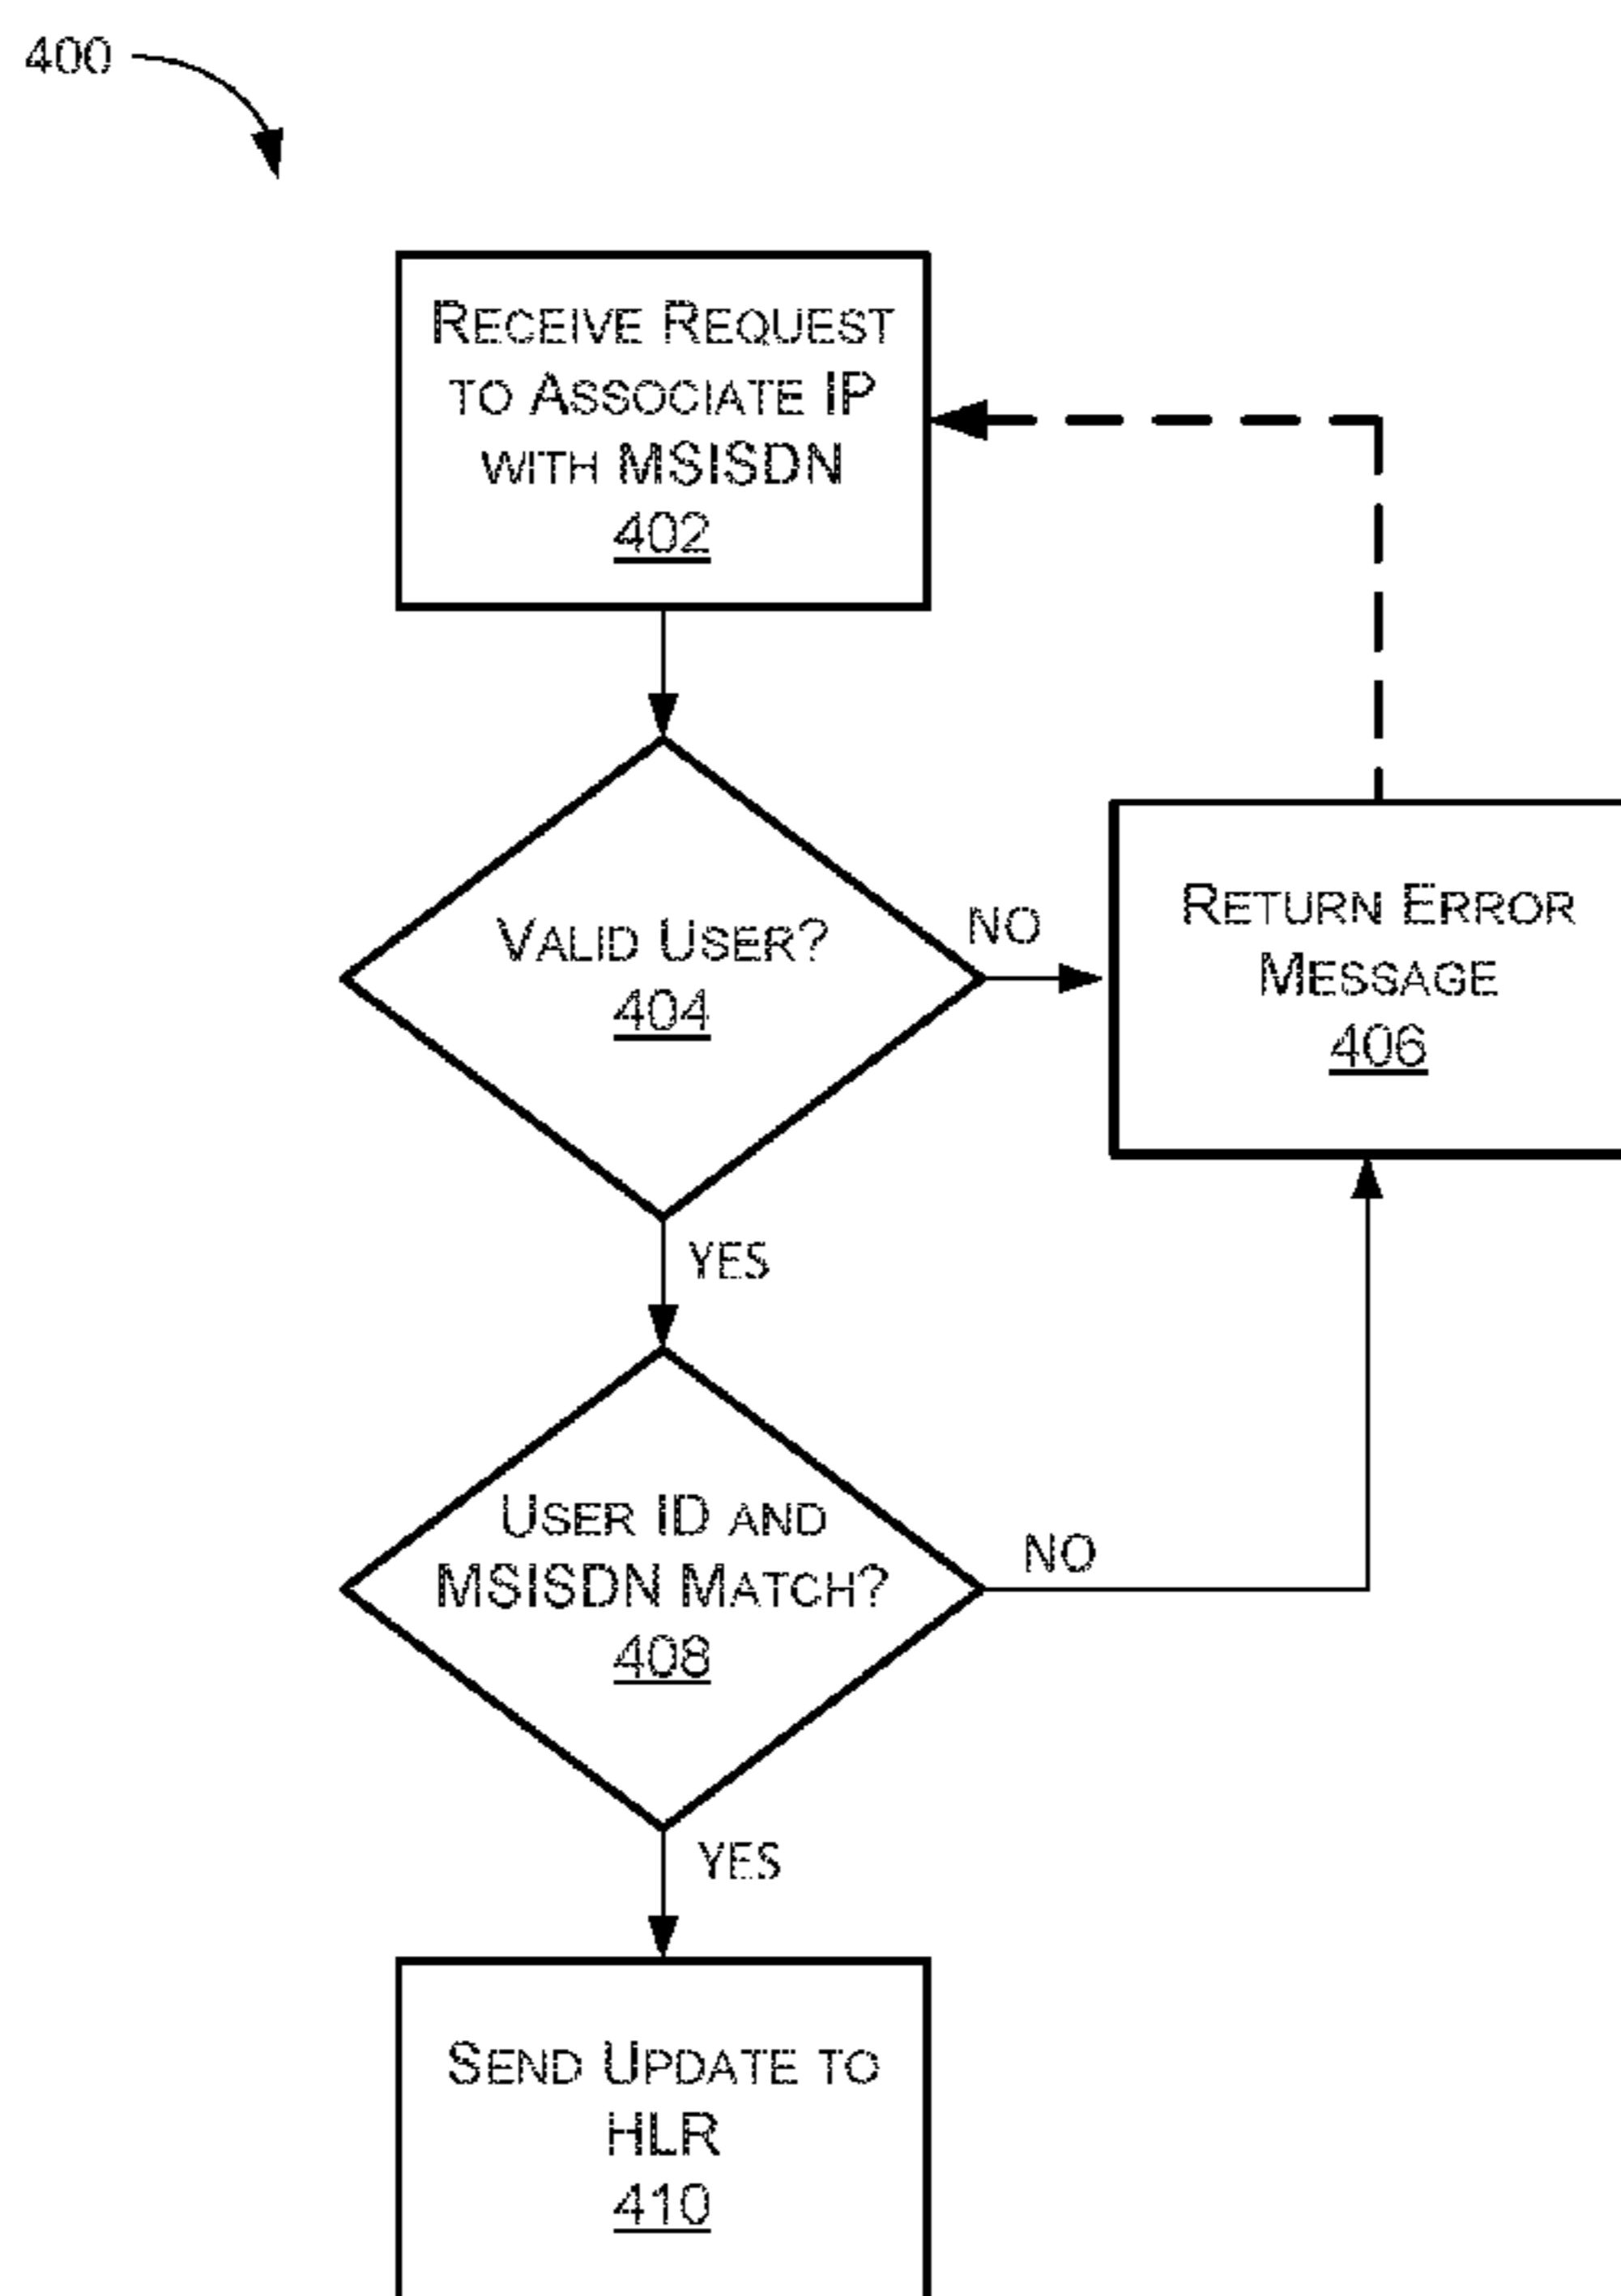 400
RECEIVE REQUEST
TO ASSOCIATE IP
WITH MSISDN
402
VALID USER?
404
NO
RETURN ERROR
MESSAGE
406
YES
USER ID AND
MSISDN MATCH?
408
NO
YES
SEND UPDATE TO
HLR
410